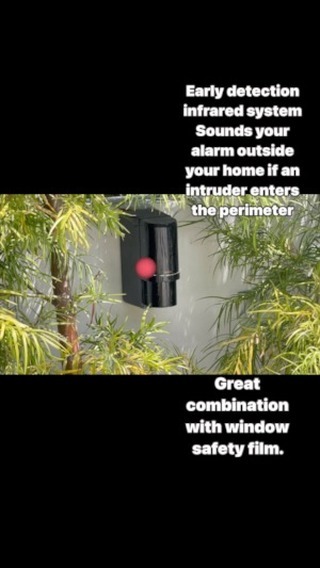 Early detection
infrared system
Sounds your
alarm outside
your home if an
intruder enters
the perimeter
Great
combination
with window
safety film.